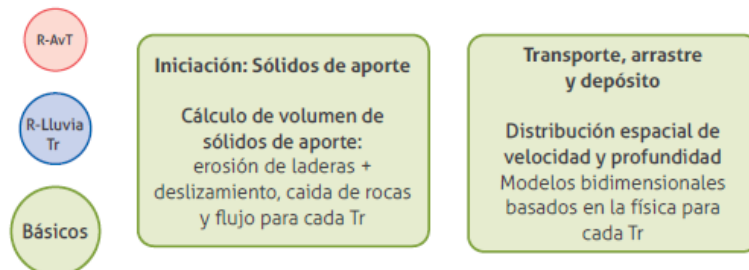 R-AvT
R-Lluvia
Tr
Básicos
Iniciación: Sólidos de aporte
Cálculo de volumen de
sólidos de aporte:
erosión de laderas +
deslizamiento, caida de rocas
y flujo para cada Tr
Transporte, arrastre
y depósito
Distribución espacial de
velocidad y profundidad
Modelos bidimensionales
basados en la física para
cada Tr